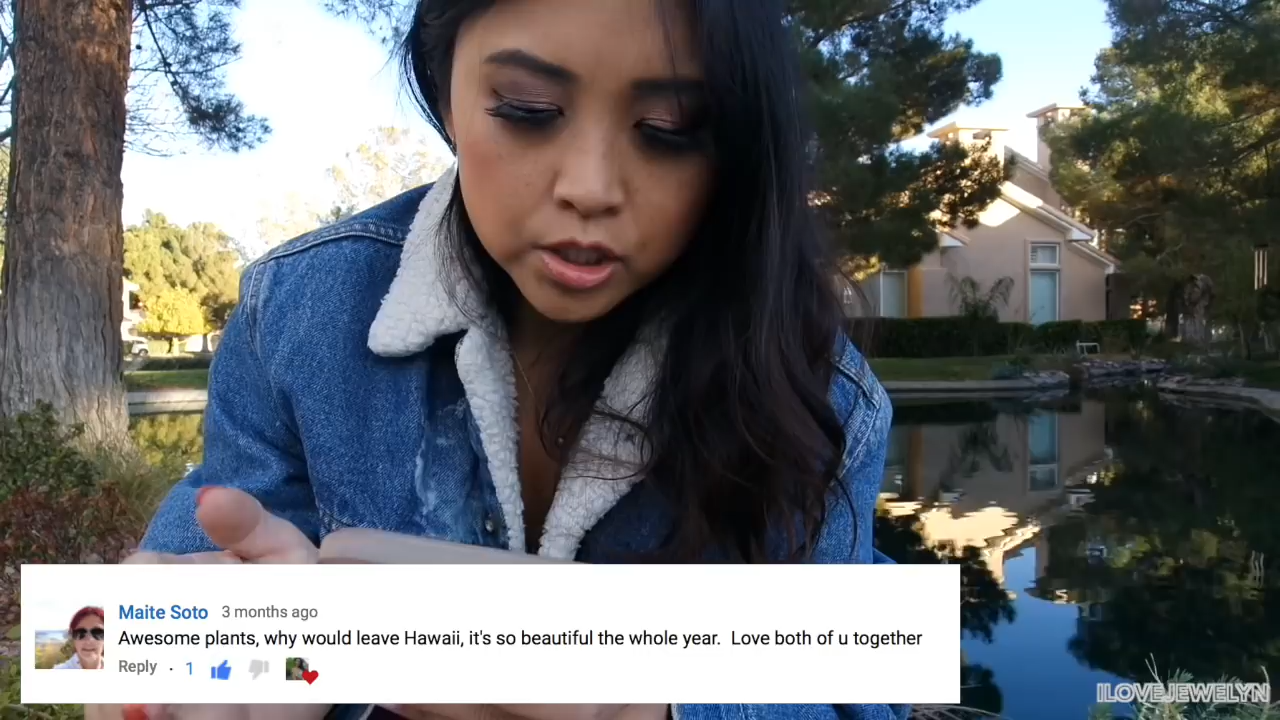 Maite Soto 3 months ago
Awesome plants, why would leave Hawaii, it's so beautiful the whole year. Love both of u together
Reply · 1
ILOVEJEWELYN